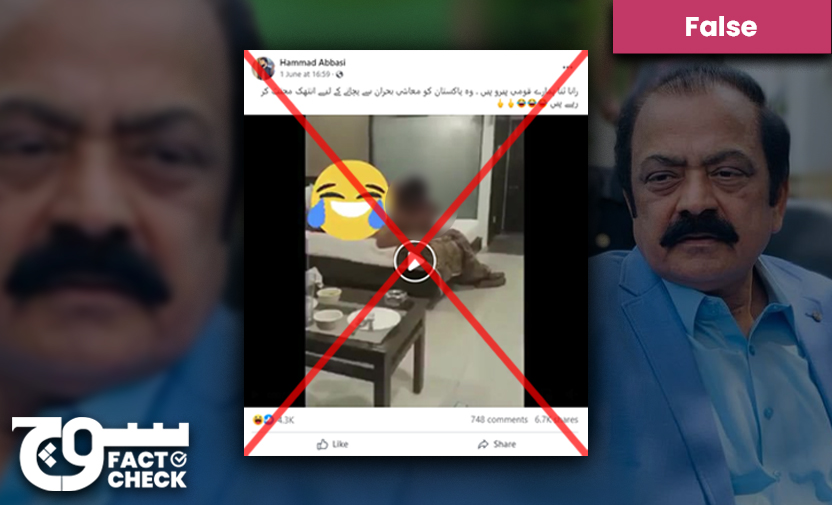 False
Hammad Abbasi
1 June at 16:59
رانا ثنا ہمارے قومی ہیرو ہیں ۔ وہ پاکستان کو معاشی بحران سے بچانے کے لیے انتھک محنت کر
رہے ہیں
4.3K
748 comments 6.7K shares
Like Share
سوچ
FACT
CHECK